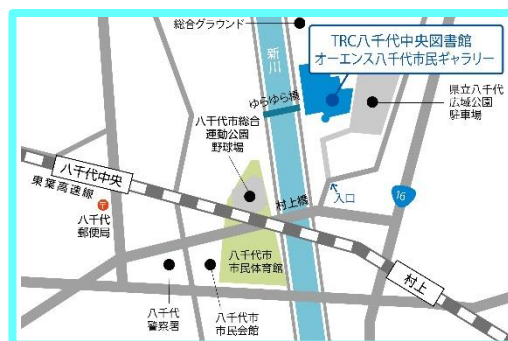 総合グラウンド
TRC八千代中央図書館
オーエンス八千代市民ギャラリー
新川
ゆらゆら橋
県立八千代
広域公園
駐車場
八千代市総合
運動公園
野球場
八千代中央
東葉高速線
〒
八千代
郵便局
村上橋
入口
16
八千代市
市民体育館
村上
八千代
警察署
八千代市
市民会館